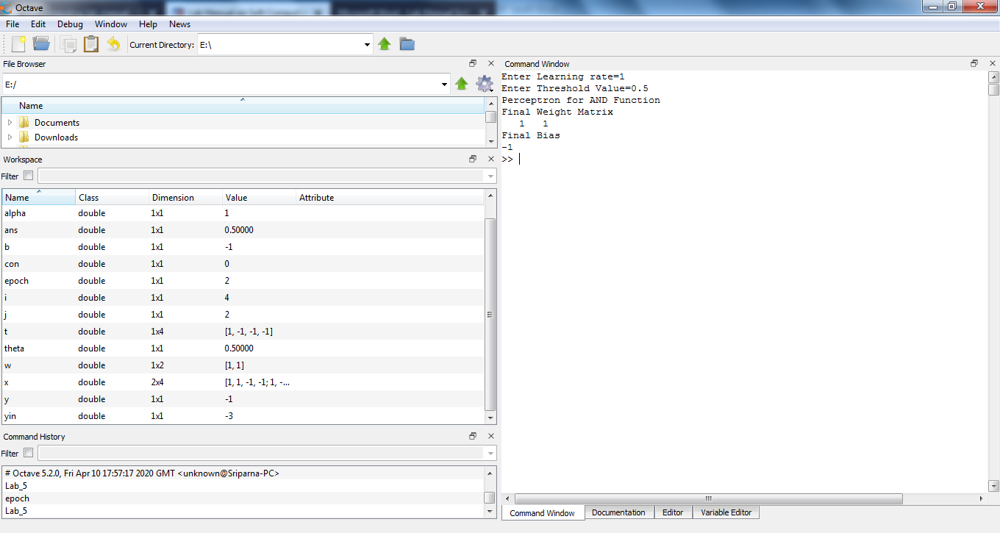 Octave
File Edit Debug Window Help News
Current Directory: E:\
File Browser
E:/
Name
Documents
Downloads
Workspace
Filter
Name Class Dimension Value Attribute
alpha double 1x1 1
ans double 1x1 0.50000
b double 1x1 -1
con double 1x1 0
epoch double 1x1 2
i double 1x1 4
j double 1x1 2
t double 1x4 [1, -1, -1, -1]
theta double 1x1 0.50000
w double 1x2 [1, 1]
x double 2x4 [1, 1, -1, -1; 1, -...
y double 1x1 -1
yin double 1x1 -3
Command History
Filter
# Octave 5.2.0, Fri Apr 10 17:57:17 2020 GMT <unknown@Sriparna-PC>
Lab_5
epoch
Lab_5
Command Window
Enter Learning rate=1
Enter Threshold Value=0.5
Perceptron for AND Function
Final Weight Matrix
1 1
Final Bias
-1
>>
Command Window Documentation Editor Variable Editor